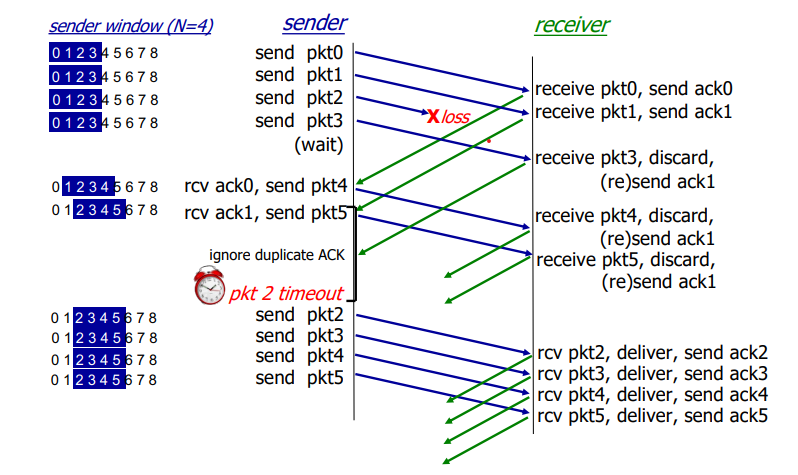 sender window (N=4) sender receiver
0 1 2 3 4 5 6 7 8 send pkt0
0 1 2 3 4 5 6 7 8 send pkt1
0 1 2 3 4 5 6 7 8 send pkt2
0 1 2 3 4 5 6 7 8 send pkt3
(wait)
X loss
receive pkt0, send ack0
receive pkt1, send ack1
receive pkt3, discard,
(re)send ack1
0 1 2 3 4 5 6 7 8 rcv ack0, send pkt4
0 1 2 3 4 5 6 7 8 rcv ack1, send pkt5
receive pkt4, discard,
(re)send ack1
receive pkt5, discard,
(re)send ack1
ignore duplicate ACK
pkt 2 timeout
0 1 2 3 4 5 6 7 8 send pkt2
0 1 2 3 4 5 6 7 8 send pkt3
0 1 2 3 4 5 6 7 8 send pkt4
0 1 2 3 4 5 6 7 8 send pkt5
rcv pkt2, deliver, send ack2
rcv pkt3, deliver, send ack3
rcv pkt4, deliver, send ack4
rcv pkt5, deliver, send ack5